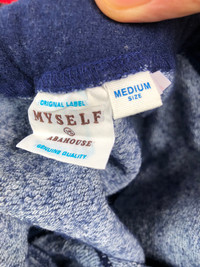 ORIGINAL LABEL
MYSELF
ABAHOUSE
GENUINE QUALITY
MEDIUM
SIZE